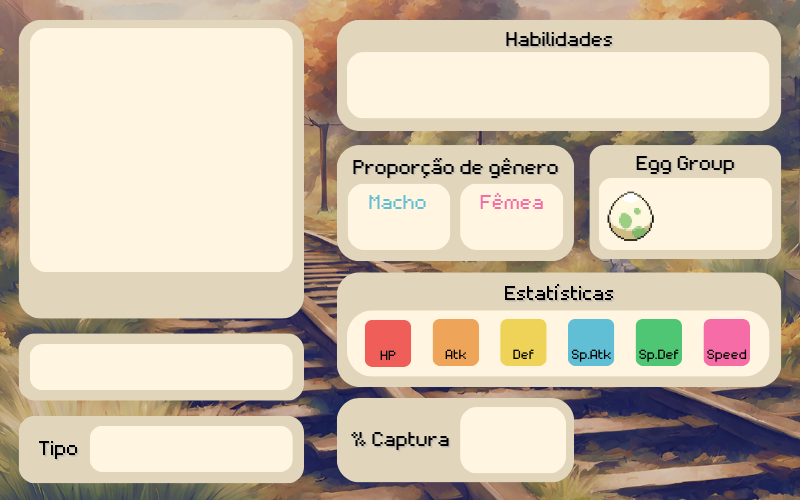 Habilidades
Proporção de gênero
Macho
Fêmea
Egg Group
Estatísticas
HP
Atk
Def
Sp.Atk
Sp.Def
Speed
Tipo
% Captura